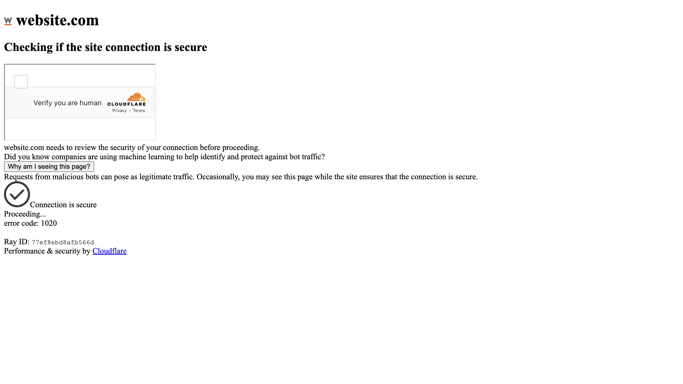 website.com
Checking if the site connection is secure
Verify you are human
CLOUDFLARE
Privacy • Terms
website.com needs to review the security of your connection before proceeding.
Did you know companies are using machine learning to help identify and protect against bot traffic?
Why am I seeing this page?
Requests from malicious bots can pose as legitimate traffic. Occasionally, you may see this page while the site ensures that the connection is secure.
Connection is secure
Proceeding...
error code: 1020
Ray ID: 77ef8ebd8afb566d
Performance & security by Cloudflare